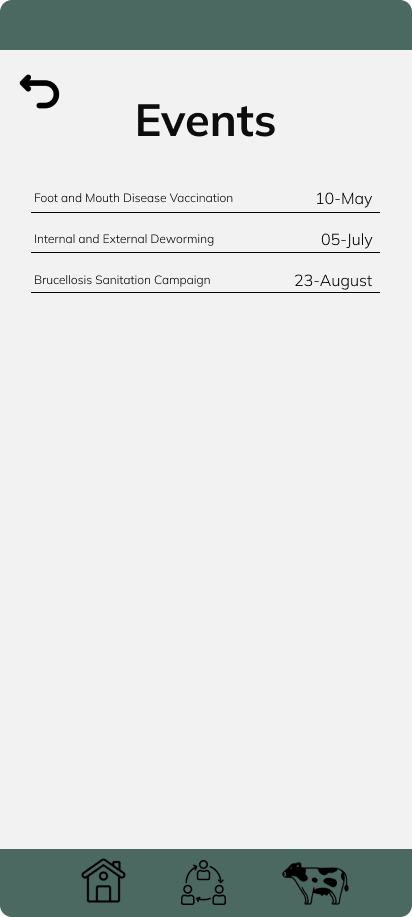 Events
Foot and Mouth Disease Vaccination 10-May
Internal and External Deworming 05-July
Brucellosis Sanitation Campaign 23-August